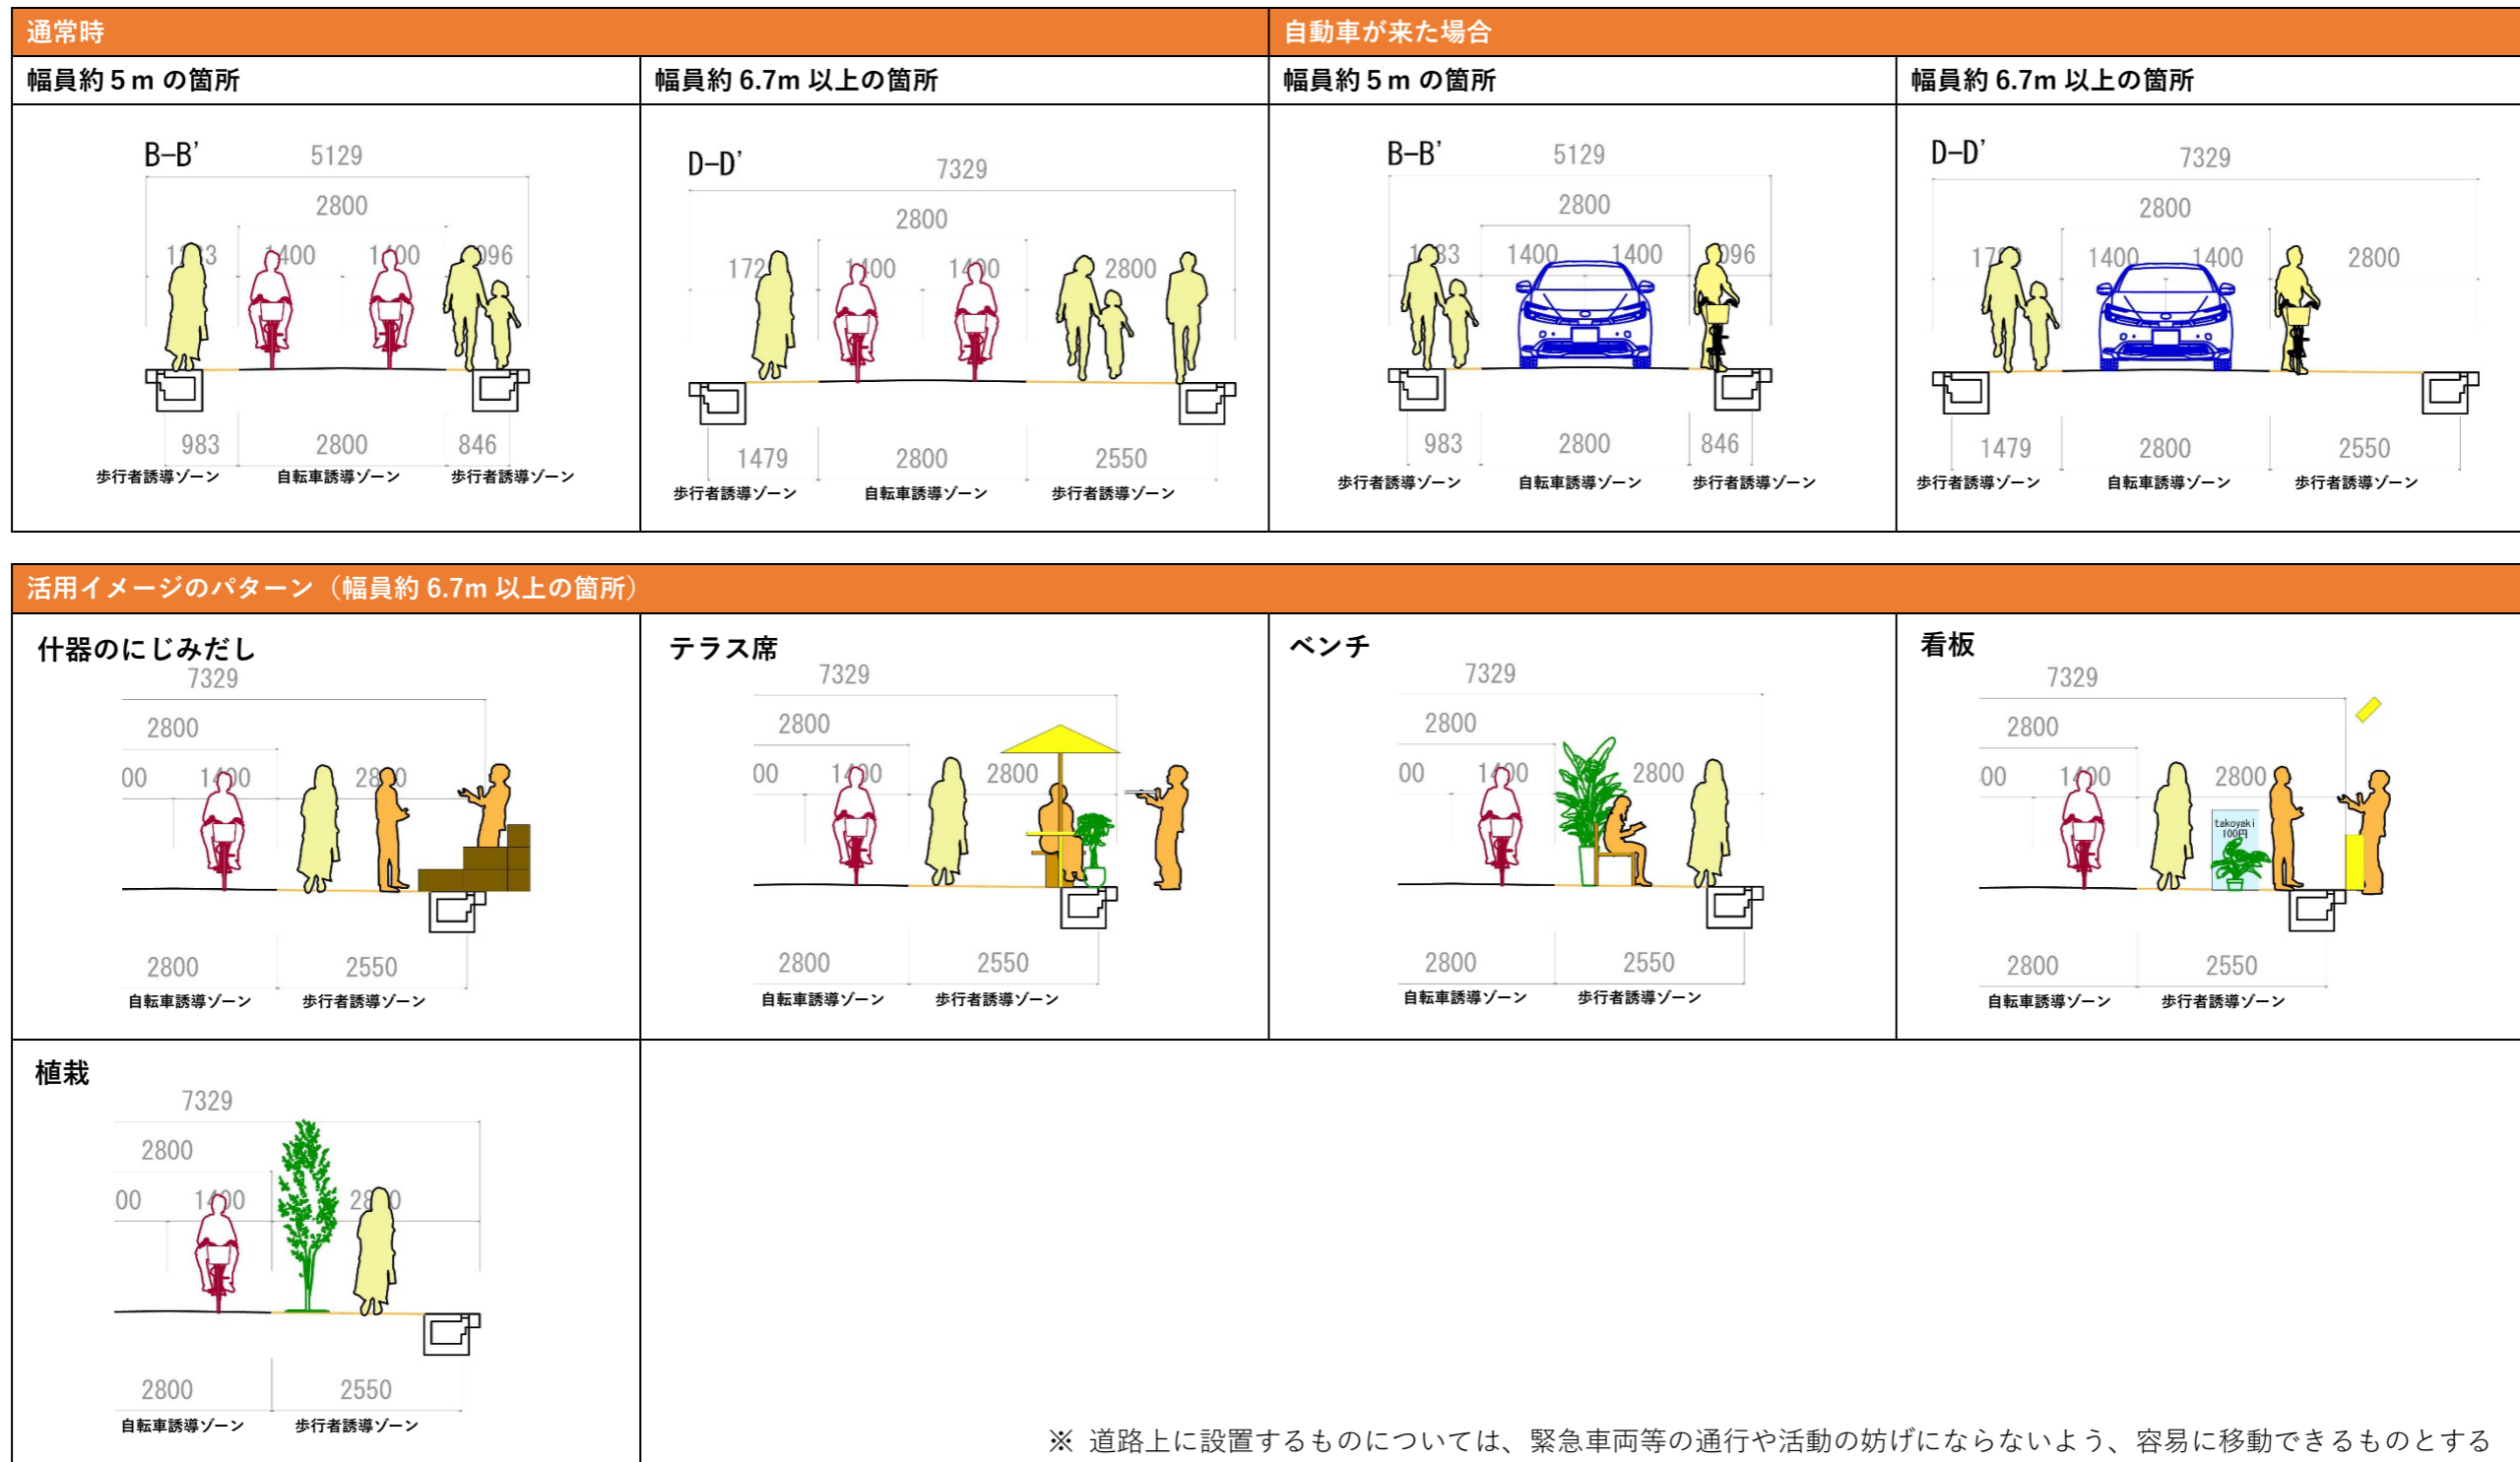 通常時
自動車が来た場合
幅員約５ｍ の箇所
幅員約 6.7m 以上の箇所
幅員約５ｍ の箇所
幅員約 6.7m 以上の箇所
B-B’
5129
2800
1400
1400
983
2800
846
歩行者誘導ゾーン
自転車誘導ゾーン
歩行者誘導ゾーン
D-D’
7329
2800
1400
1400
2800
1479
2800
2550
歩行者誘導ゾーン
自転車誘導ゾーン
歩行者誘導ゾーン
B-B’
5129
2800
1400
1400
983
2800
846
歩行者誘導ゾーン
自転車誘導ゾーン
歩行者誘導ゾーン
D-D’
7329
2800
1400
1400
2800
1479
2800
2550
歩行者誘導ゾーン
自転車誘導ゾーン
歩行者誘導ゾーン
活用イメージのパターン（幅員約 6.7m 以上の箇所）
什器のにじみだし
7329
2800
00
1400
2800
2800
2550
自転車誘導ゾーン
歩行者誘導ゾーン
テラス席
7329
2800
00
1400
2800
2800
2550
自転車誘導ゾーン
歩行者誘導ゾーン
ベンチ
7329
2800
00
1400
2800
2800
2550
自転車誘導ゾーン
歩行者誘導ゾーン
看板
7329
2800
00
1400
2800
takoyaki
100円
2800
2550
自転車誘導ゾーン
歩行者誘導ゾーン
植栽
7329
2800
00
1400
2800
2800
2550
自転車誘導ゾーン
歩行者誘導ゾーン
※ 道路上に設置するものについては、緊急車両等の通行や活動の妨げにならないよう、容易に移動できるものとする